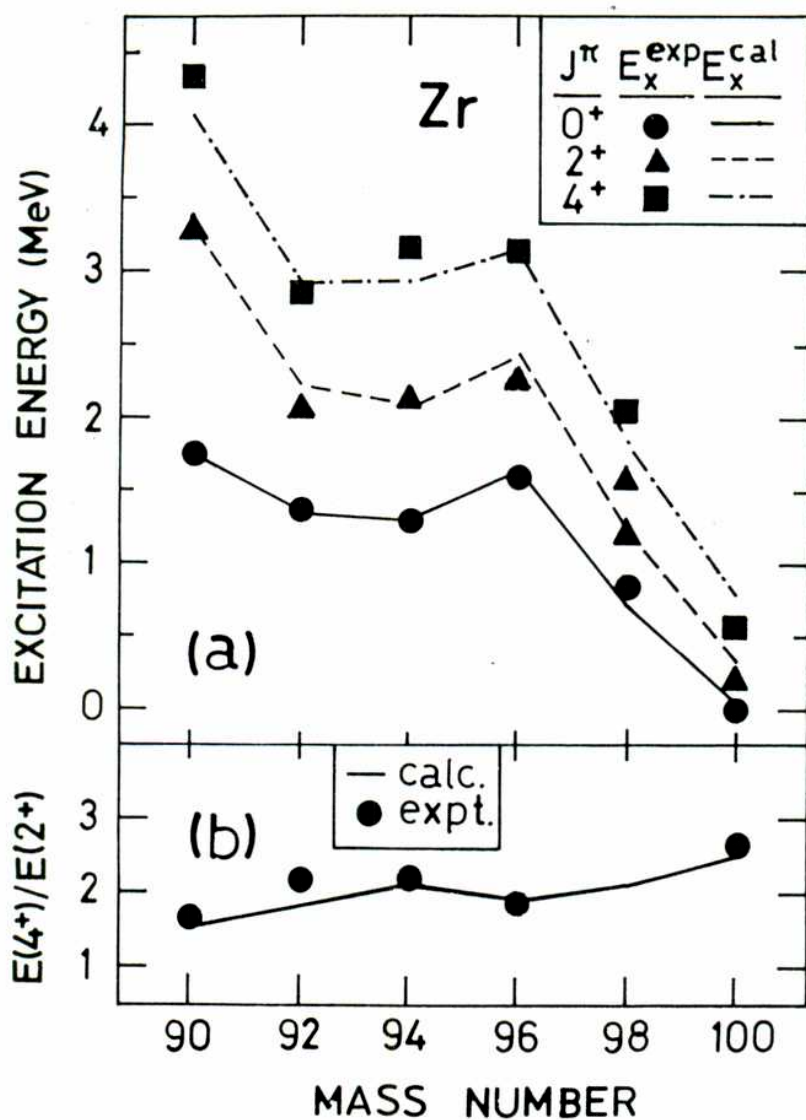 Zr
J^π E_x^exp E_x^cal
0+
2+
4+
EXCITATION ENERGY (MeV)
4
3
2
1
0
(a)
E(4+)/E(2+)
3
2
1
(b)
— calc.
● expt.
90 92 94 96 98 100
MASS NUMBER